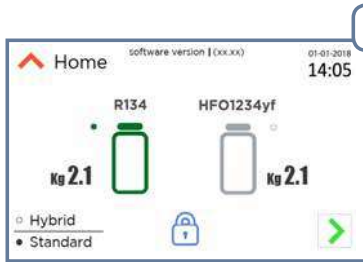 Home
software version | (xx.xx)
01-01-2018
14:05
R134
HFO1234yf
Kg 2.1
Kg 2.1
Hybrid
Standard